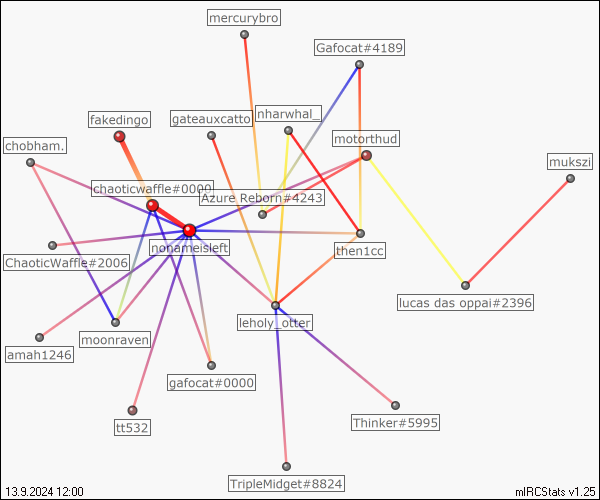 mercurybro
Gafocat#4189
fakedingo
gateauxcatto
nharwhal_
chobham.
motorthud
mukszi
chaoticwaffle#0000
Azure Reborn#4243
nonameisleft
then1cc
ChaoticWaffle#2006
lucas das oppai#2396
leholy_otter
moonraven
amah1246
gafocat#0000
tt532
Thinker#5995
TripleMidget#8824
13.9.2024 12:00
mIRCStats v1.25